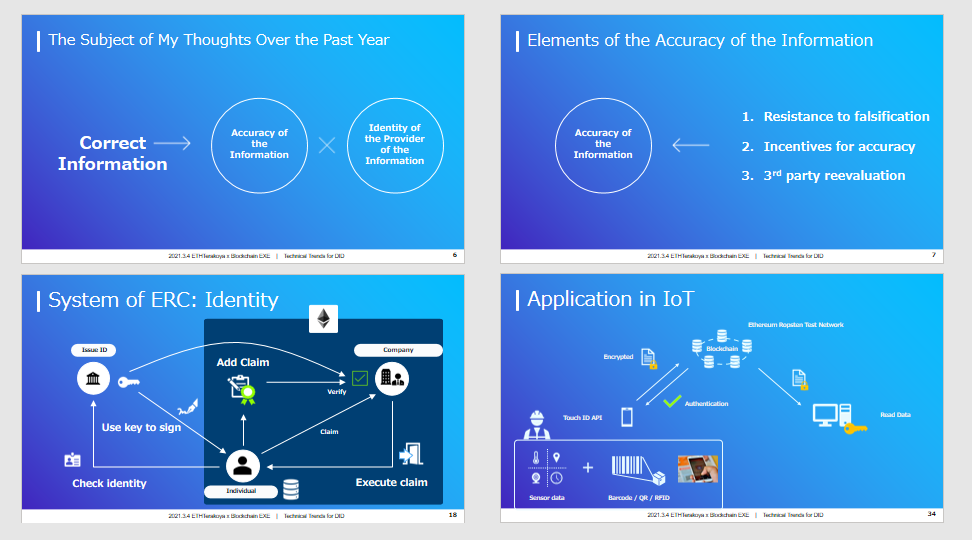 The Subject of My Thoughts Over the Past Year
Correct
Information
Accuracy of
the
Information
Identity of
the Provider
of the
Information
2021.3.4 ETHTerakoya x Blockchain EXE | Technical Trends for DID
6
Elements of the Accuracy of the Information
Accuracy of
the
Information
1. Resistance to falsification
2. Incentives for accuracy
3. 3rd party reevaluation
2021.3.4 ETHTerakoya x Blockchain EXE | Technical Trends for DID
7
System of ERC: Identity
Issue ID
Company
Add Claim
Verify
Use key to sign
Claim
Check identity
Individual
Execute claim
2021.3.4 ETHTerakoya x Blockchain EXE | Technical Trends for DID
18
Application in IoT
Ethereum Ropsten Test Network
Encrypted
Blockchain
Authentication
Touch ID API
Read Data
Sensor data
Barcode / QR / RFID
2021.3.4 ETHTerakoya x Blockchain EXE | Technical Trends for DID
34